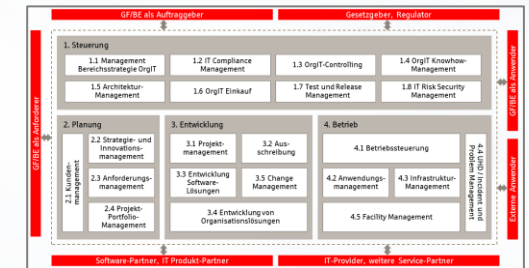 GF/BE als Auftraggeber
Gesetzgeber, Regulator
GF/BE als Anforderer
1. Steuerung
1.1 Management
Bereichsstrategie OrgIT
1.2 IT Compliance
Management
1.3 OrgIT-Controlling
1.4 OrgIT Knowhow-
Management
1.5 Architektur-
Management
1.6 OrgIT Einkauf
1.7 Test und Release
Management
1.8 IT Risk Security
Management
GF/BE als Anwender
2. Planung
2.1 Kunden-
management
2.2 Strategie- und
Innovations-
management
2.3 Anforderungs-
management
2.4 Projekt-
Portfolio-
Management
3. Entwicklung
3.1 Projekt-
management
3.2 Aus-
schreibung
3.3 Entwicklung
Software-
Lösungen
3.5 Change
Management
3.4 Entwicklung von
Organisationslösungen
4. Betrieb
4.1 Betriebssteuerung
4.2 Anwendungs-
management
4.3 Infrastruktur-
Management
4.5 Facility Management
4.4 UHD / Incident und
Problem Management
Externe Anwender
Software-Partner, IT Produkt-Partner
IT-Provider, weitere Service-Partner